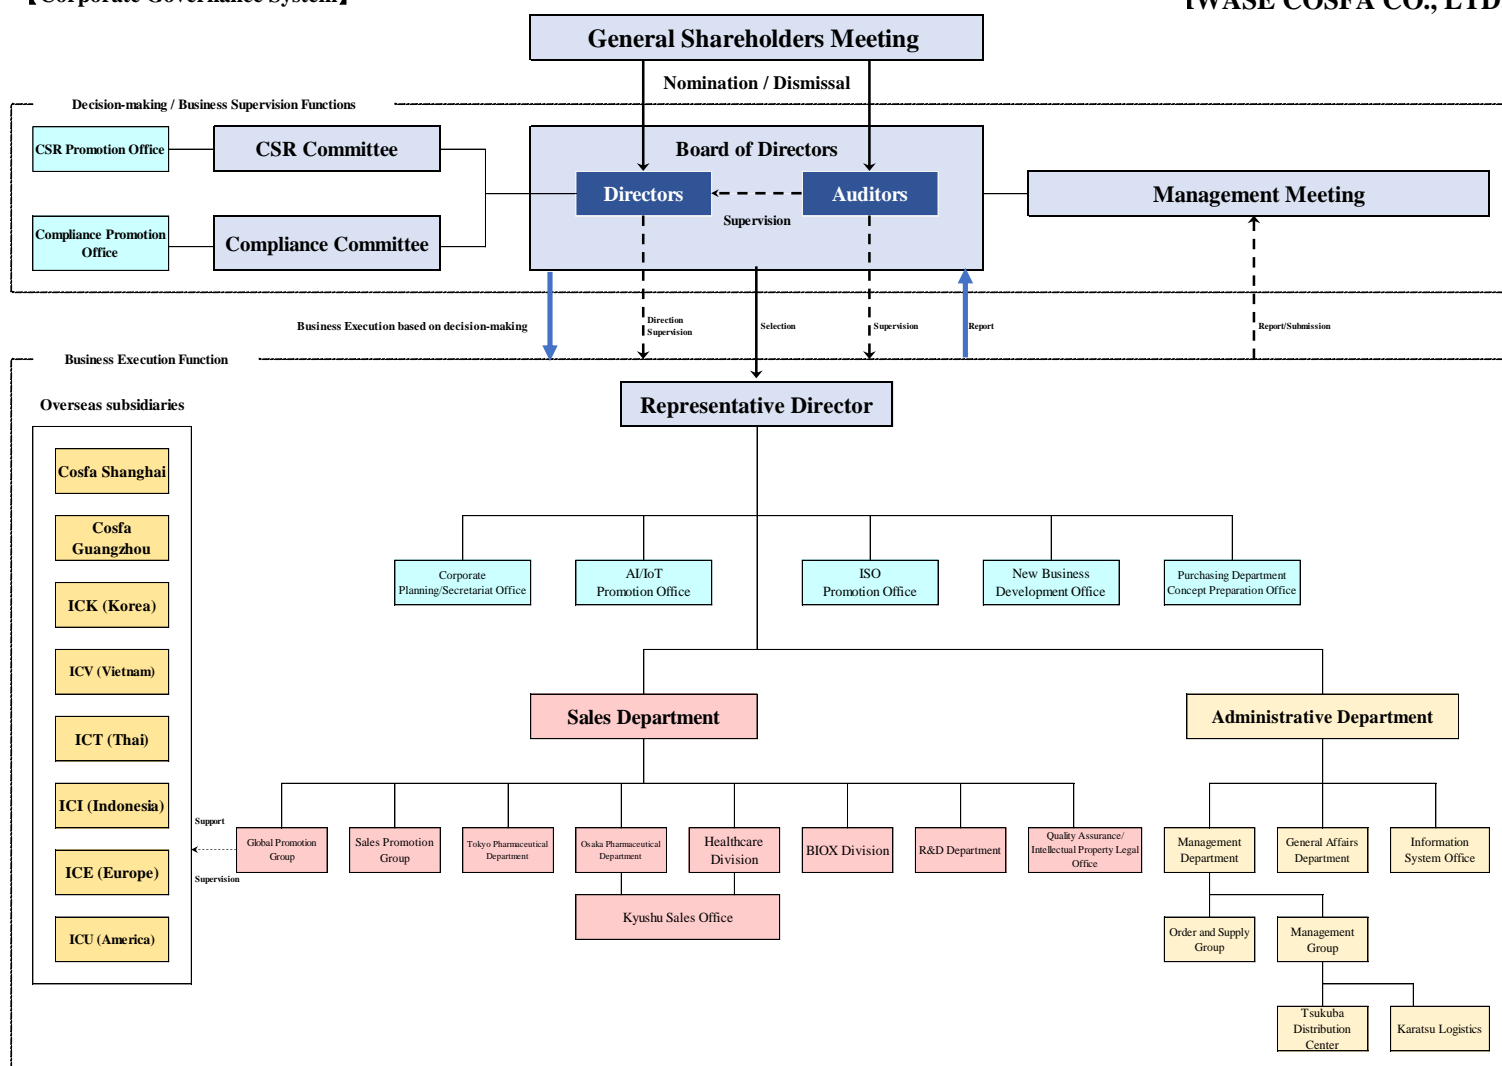 【Corporate Governance System】
IWASE COSFA CO., LTD
General Shareholders Meeting
Nomination / Dismissal
Decision-making / Business Supervision Functions
CSR Promotion Office
CSR Committee
Board of Directors
Directors
Auditors
Supervision
Management Meeting
Compliance Promotion
Office
Compliance Committee
Business Execution based on decision-making
Direction
Supervision
Selection
Supervision
Report
Report/Submission
Business Execution Function
Representative Director
Overseas subsidiaries
Cosfa Shanghai
Cosfa
Guangzhou
ICK (Korea)
ICV (Vietnam)
ICT (Thai)
ICI (Indonesia)
ICE (Europe)
ICU (America)
Support
Supervision
Corporate
Planning/Secretariat Office
AI/IoT
Promotion Office
ISO
Promotion Office
New Business
Development Office
Purchasing Department
Concept Preparation Office
Sales Department
Administrative Department
Global Promotion
Group
Sales Promotion
Group
Tokyo Pharmaceutical
Department
Osaka Pharmaceutical
Department
Healthcare
Division
BIOX Division
R&D Department
Quality Assurance/
Intellectual Property Legal
Office
Kyushu Sales Office
Management
Department
General Affairs
Department
Information
System Office
Order and Supply
Group
Management
Group
Tsukuba
Distribution
Center
Karatsu Logistics